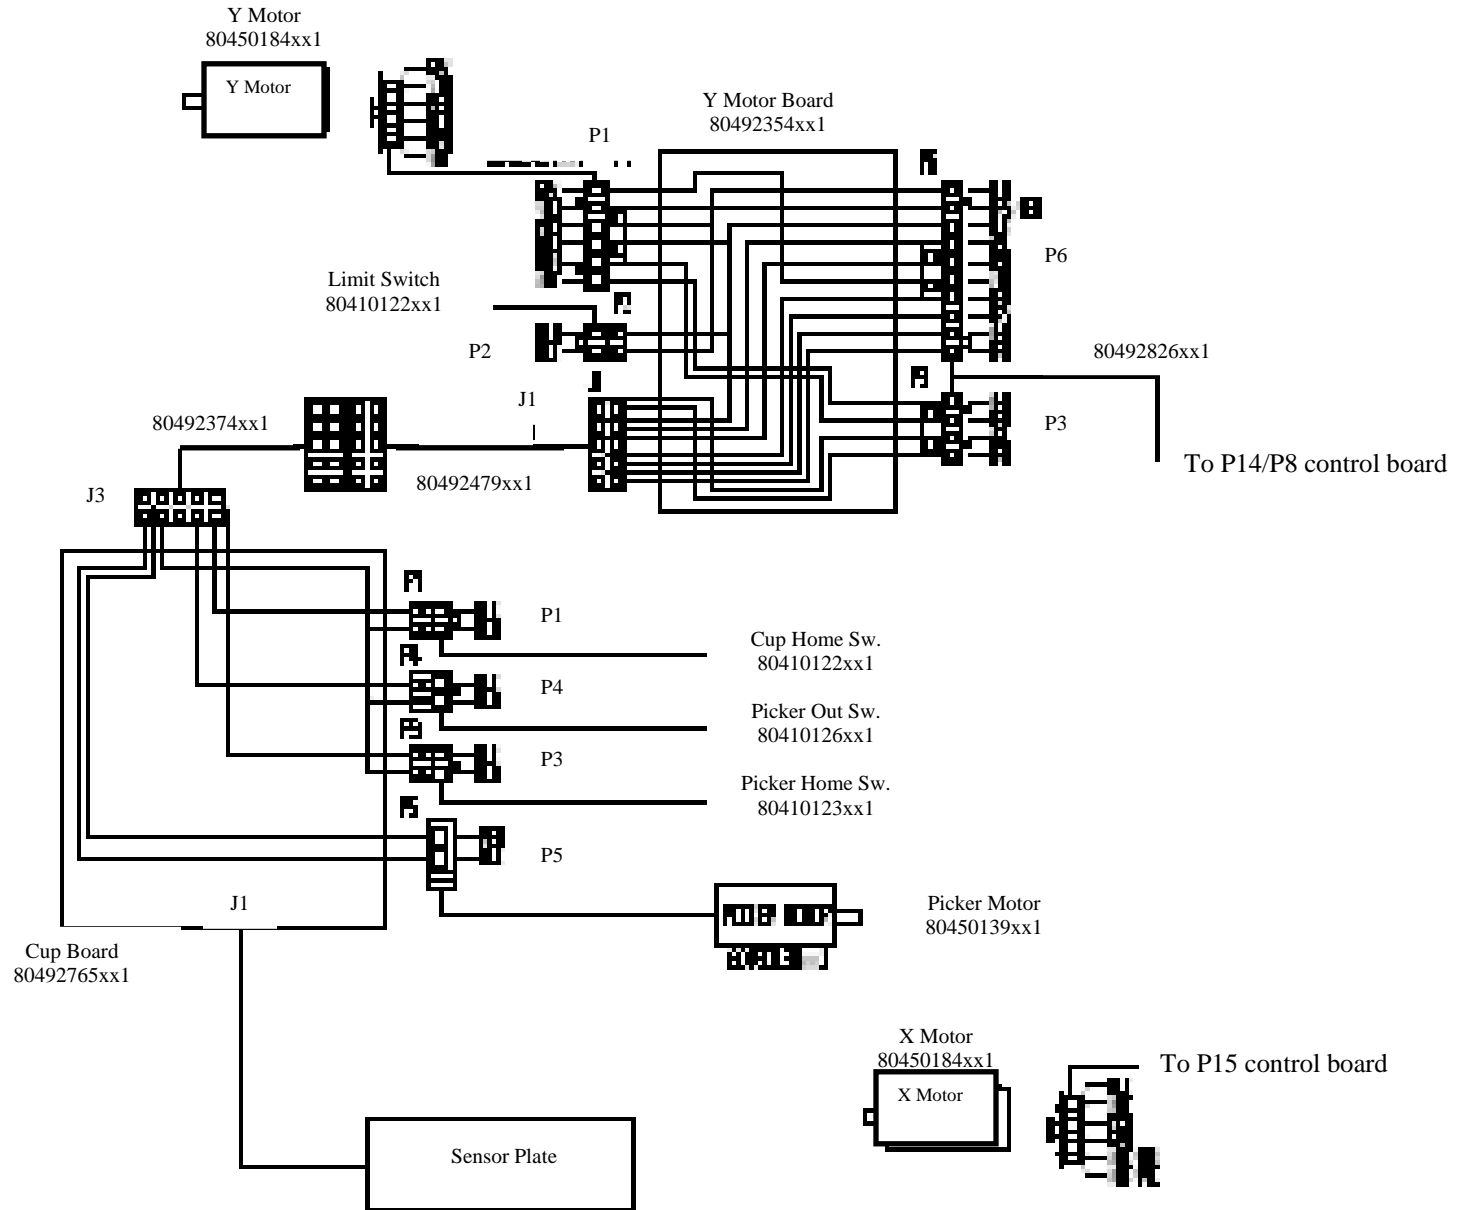 Y Motor
80450184xx1
Y Motor
Y Motor Board
80492354xx1
P1
P6
Limit Switch
80410122xx1
P2
80492826xx1
J1
80492374xx1
P3
To P14/P8 control board
80492479xx1
J3
P1
Cup Home Sw.
80410122xx1
P4
Picker Out Sw.
80410126xx1
P3
Picker Home Sw.
80410123xx1
P5
J1
Picker Motor
80450139xx1
Cup Board
80492765xx1
X Motor
80450184xx1
To P15 control board
X Motor
Sensor Plate